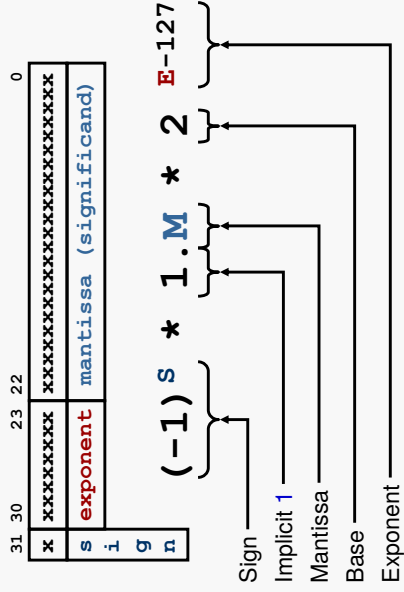 31 30 23 22 0
x xxxxxxxx xxxxxxxxxxxxxxxxxxxxxxx
s exponent mantissa (significand)
i
g
n
(-1)S * 1.M * 2E-127
Sign
Implicit 1
Mantissa
Base
Exponent